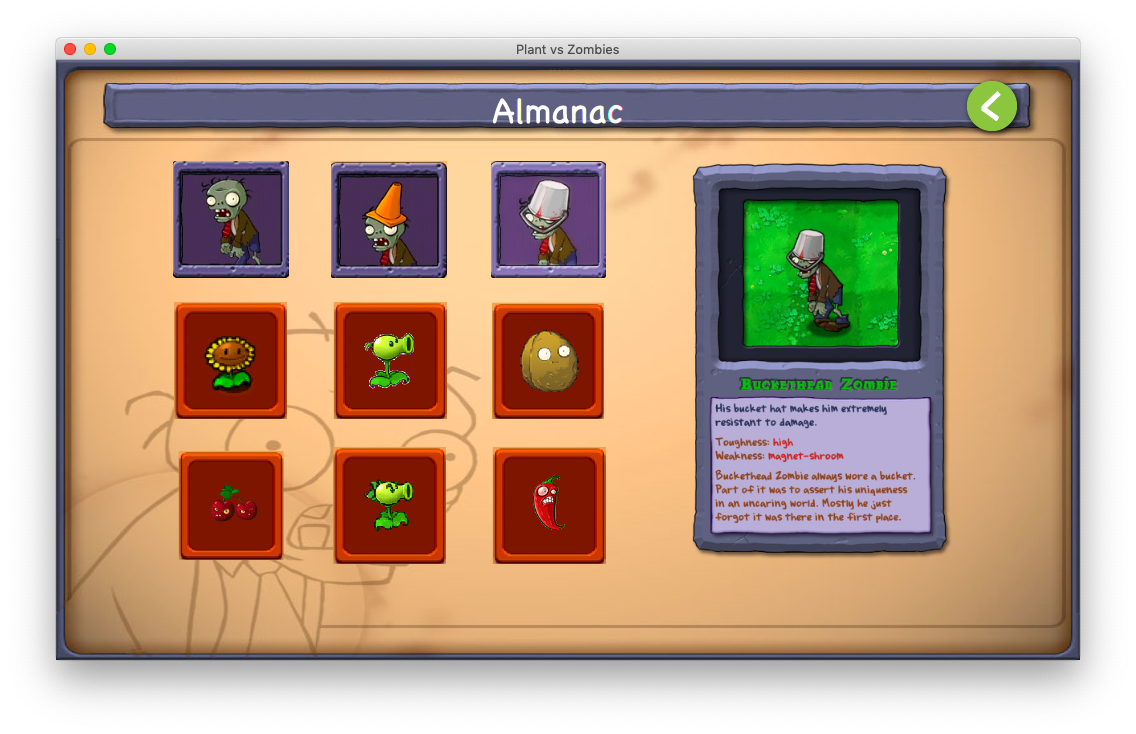 Plant vs Zombies
Almanac
Buckethead Zombie
His bucket hat makes him extremely
resistant to damage.
Toughness: high
Weakness: magnet-shroom
Buckethead Zombie always wore a bucket.
Part of it was to assert his uniqueness
in an uncaring world. Mostly he just
forgot it was there in the first place.